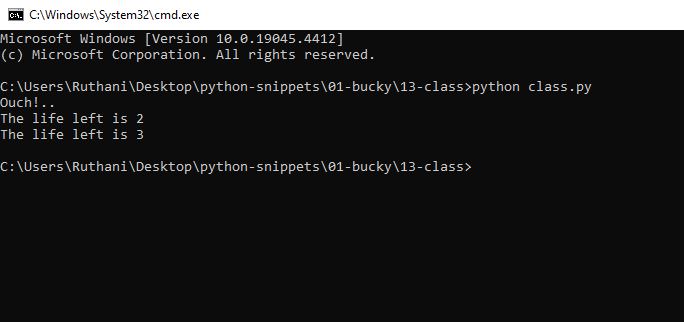 C:\Windows\System32\cmd.exe
Microsoft Windows [Version 10.0.19045.4412]
(c) Microsoft Corporation. All rights reserved.
C:\Users\Ruthani\Desktop\python-snippets\01-bucky\13-class>python class.py
Ouch!..
The life left is 2
The life left is 3
C:\Users\Ruthani\Desktop\python-snippets\01-bucky\13-class>